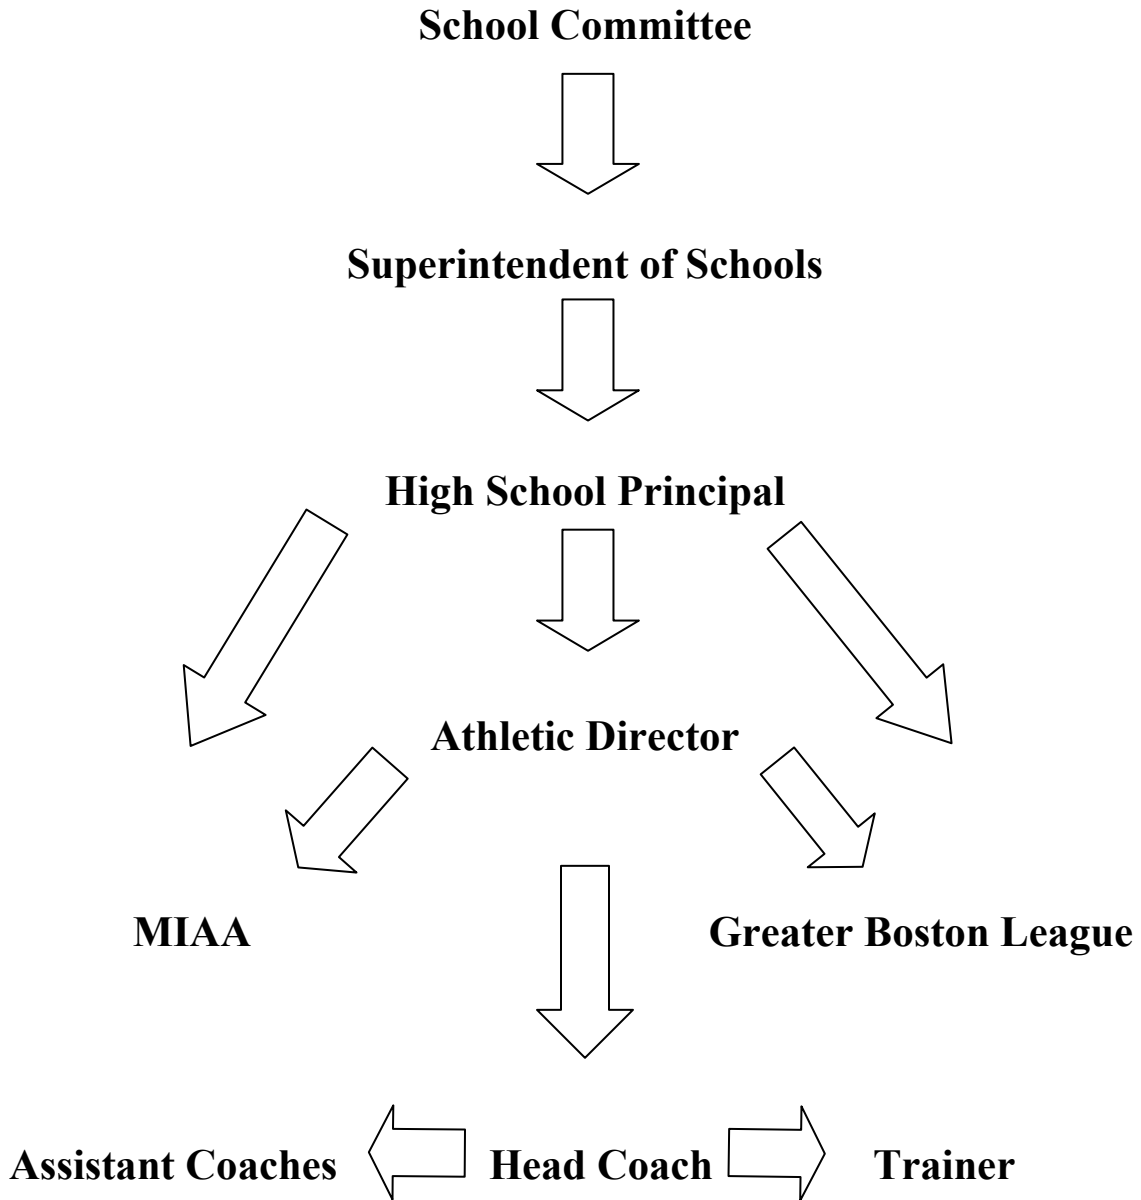 School Committee
Superintendent of Schools
High School Principal
Athletic Director
MIAA
Greater Boston League
Assistant Coaches
Head Coach
Trainer